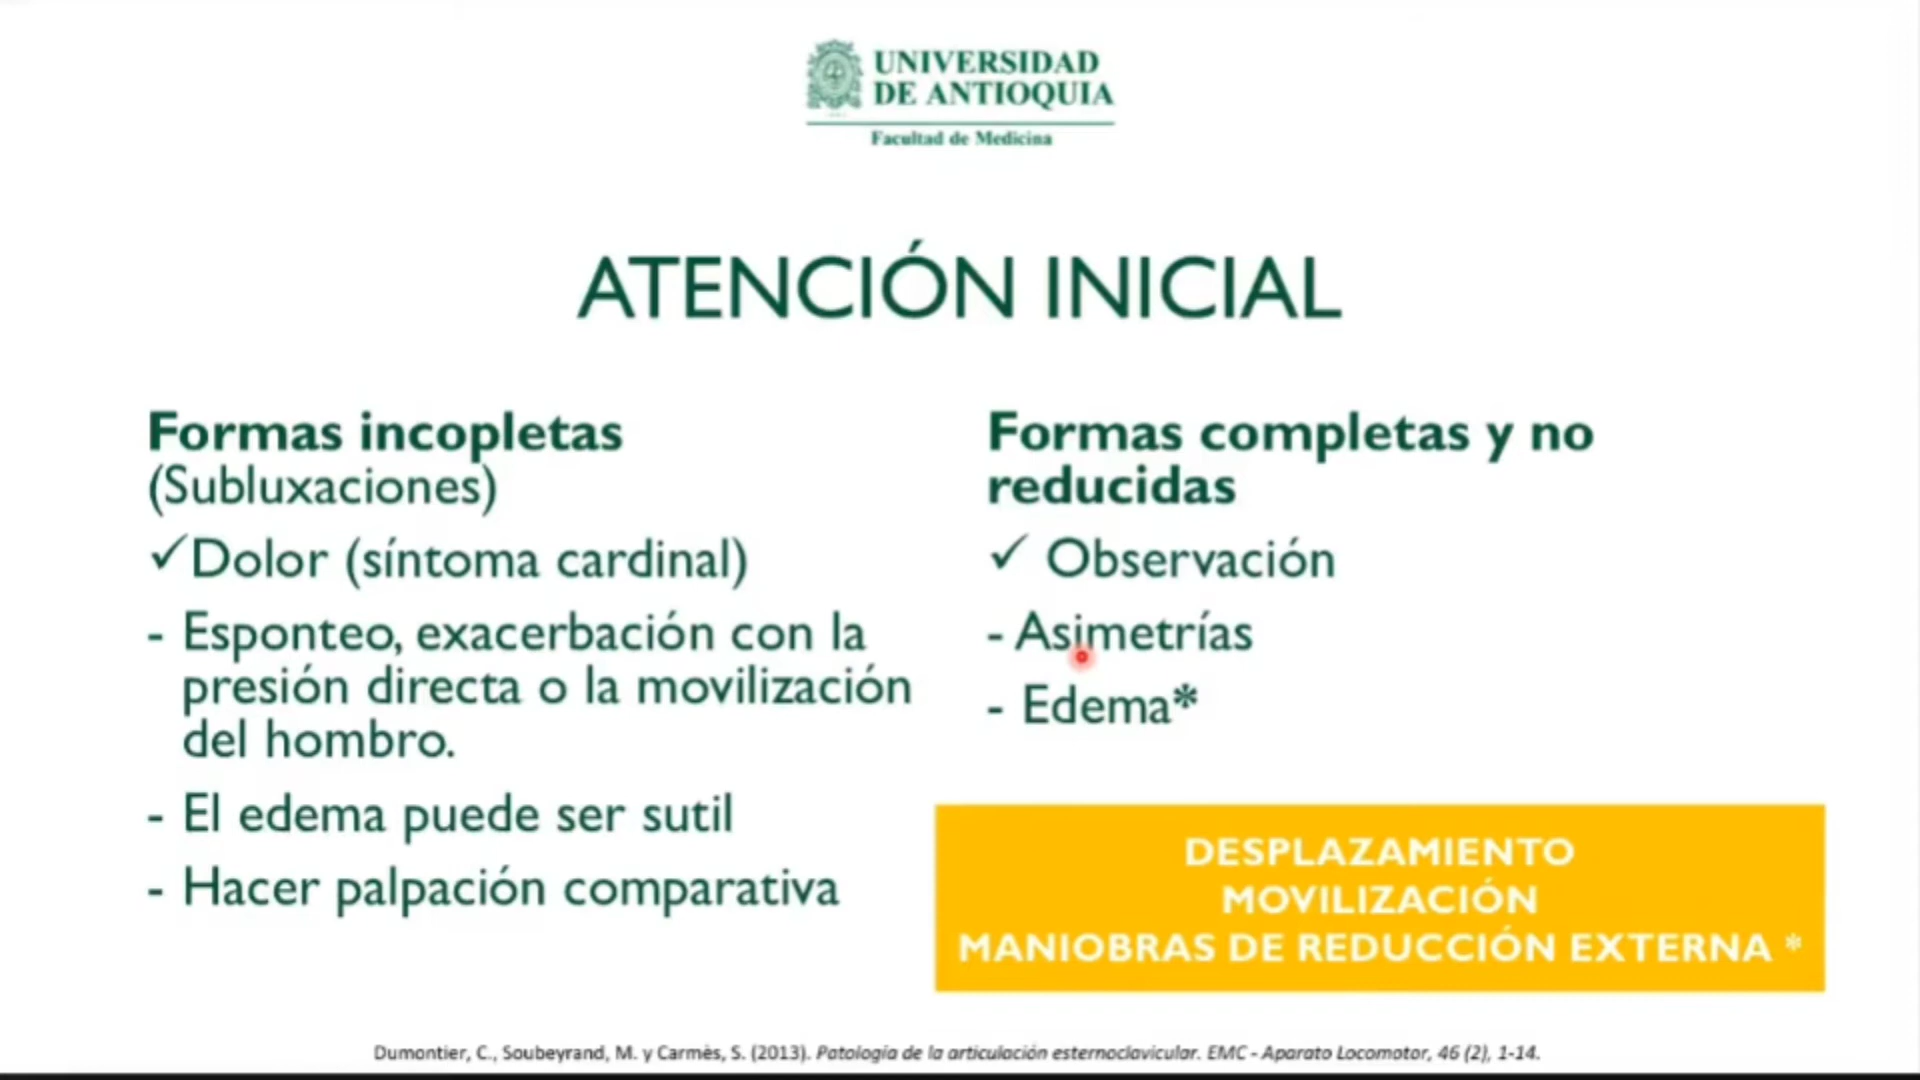 UNIVERSIDAD
DE ANTIOQUIA
Facultad de Medicina
ATENCIÓN INICIAL
Formas incopletas
(Subluxaciones)
✓Dolor (síntoma cardinal)
- Esponteo, exacerbación con la
presión directa o la movilización
del hombro.
- El edema puede ser sutil
- Hacer palpación comparativa
Formas completas y no
reducidas
✓ Observación
- Asimetrías
- Edema*
DESPLAZAMIENTO
MOVILIZACIÓN
MANIOBRAS DE REDUCCIÓN EXTERNA *
Dumontier, C., Soubeyrand, M. y Carmès, S. (2013). Patología de la articulación esternoclavicular. EMC - Aparato Locomotor, 46 (2), 1-14.